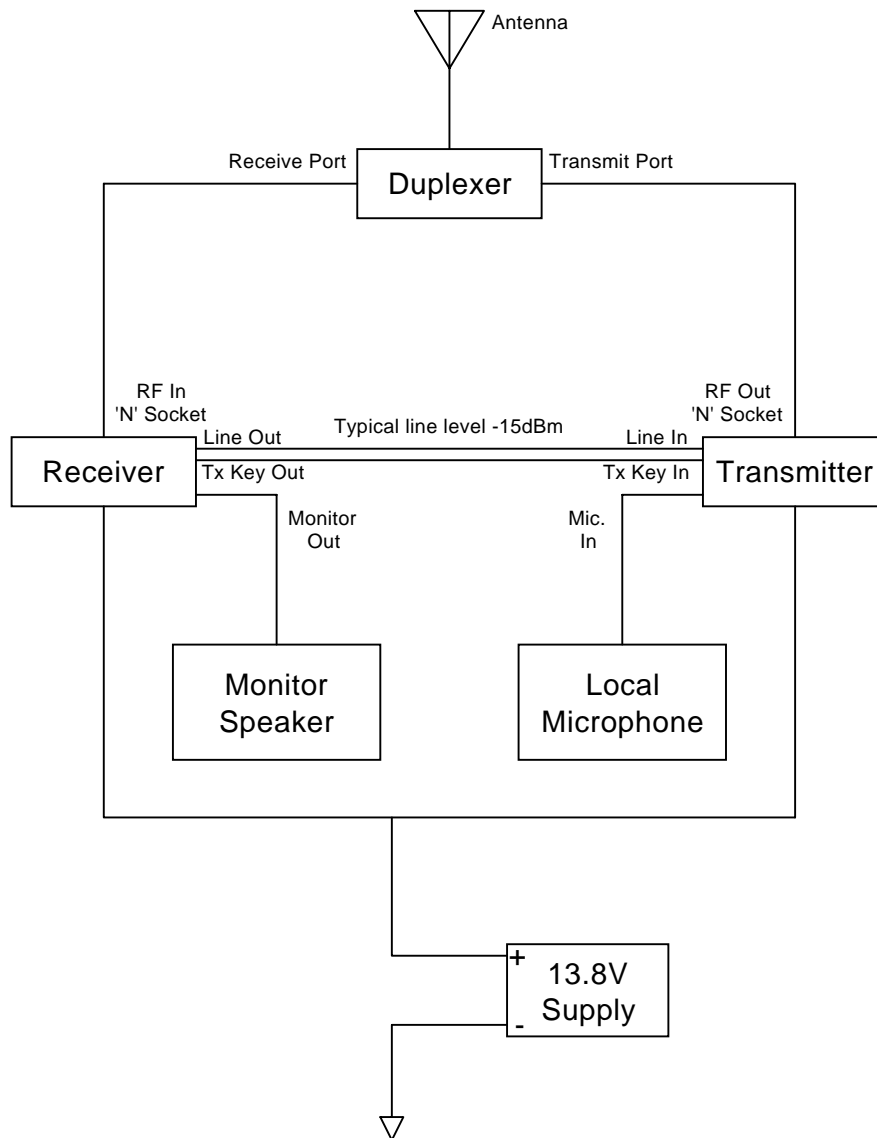 Antenna
Receive Port
Transmit Port
Duplexer
RF In
'N' Socket
RF Out
'N' Socket
Line Out
Typical line level -15dBm
Line In
Receiver
Tx Key Out
Tx Key In
Transmitter
Monitor
Out
Mic.
In
Monitor
Speaker
Local
Microphone
+
13.8V
Supply
-